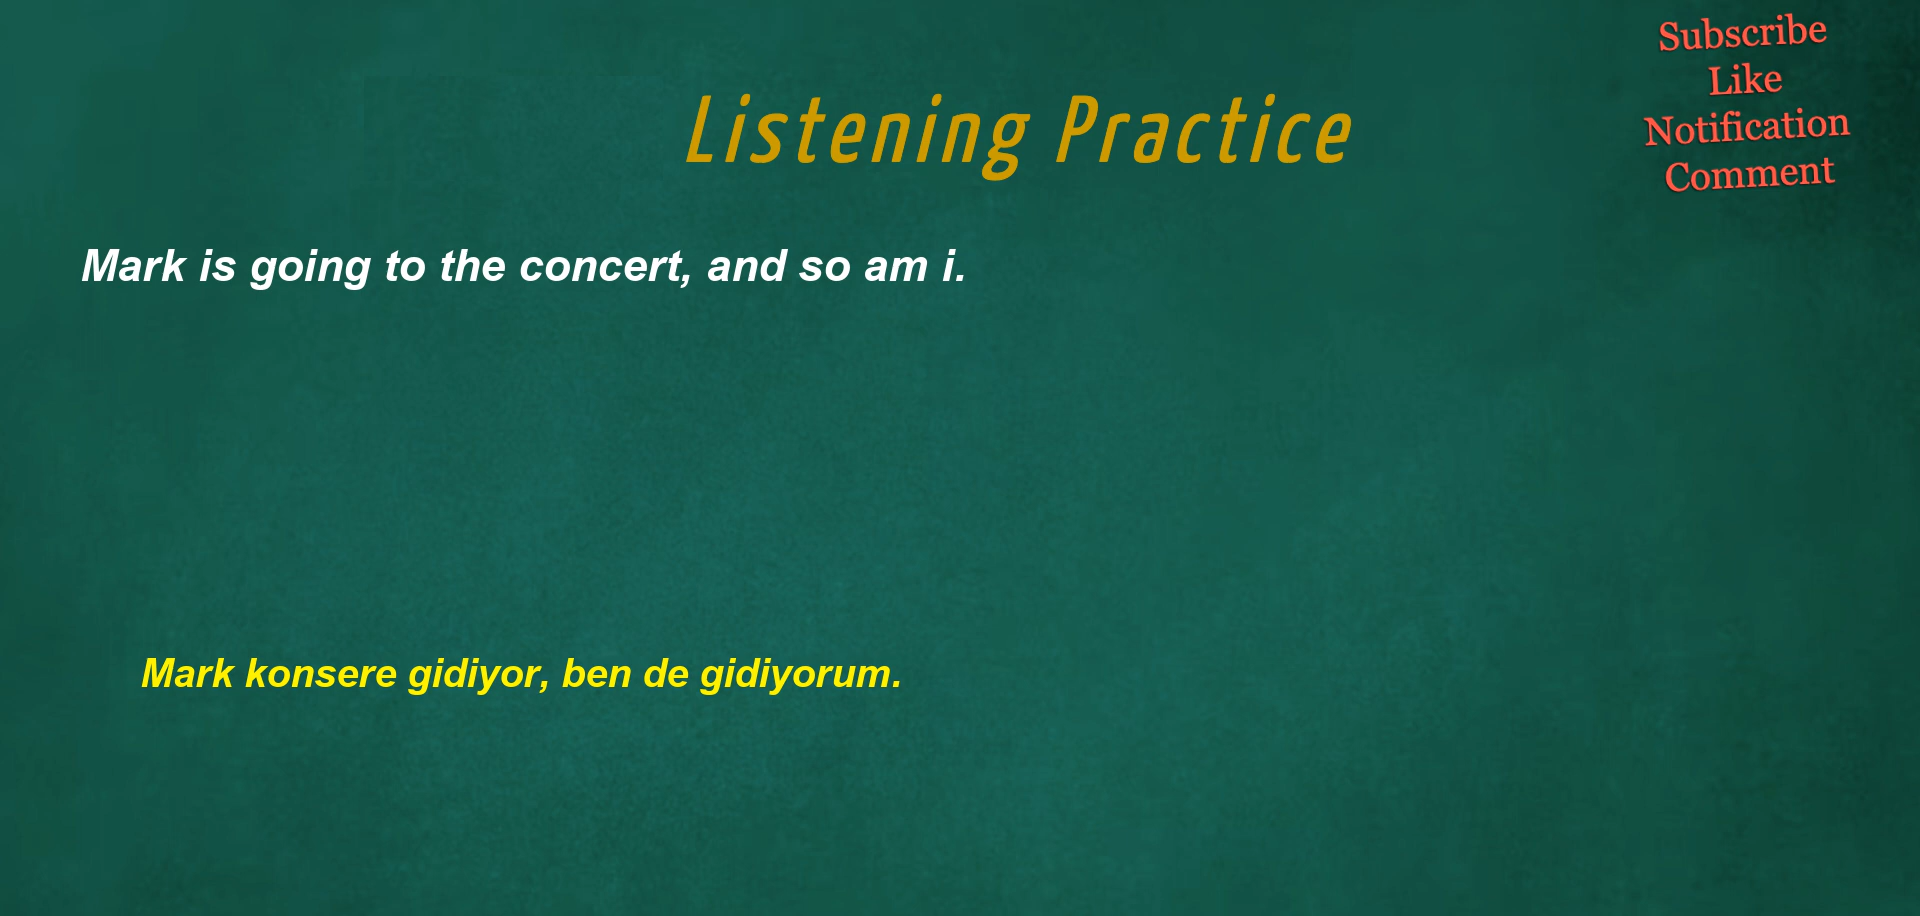 Subscribe
Like
Notification
Comment
Listening Practice
Mark is going to the concert, and so am i.
Mark konsere gidiyor, ben de gidiyorum.